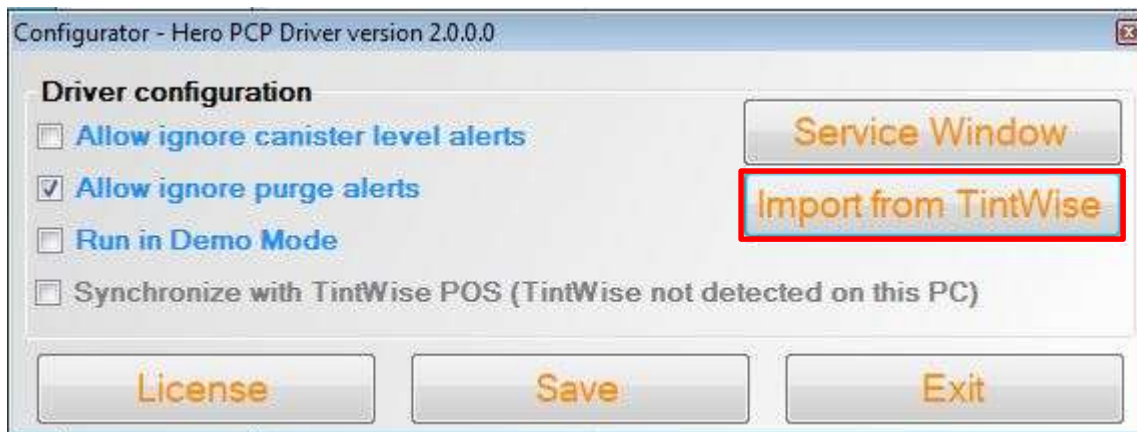 Configurator - Hero PCP Driver version 2.0.0.0
Driver configuration
Allow ignore canister level alerts
Service Window
Allow ignore purge alerts
Import from TintWise
Run in Demo Mode
Synchronize with TintWise POS (TintWise not detected on this PC)
License
Save
Exit